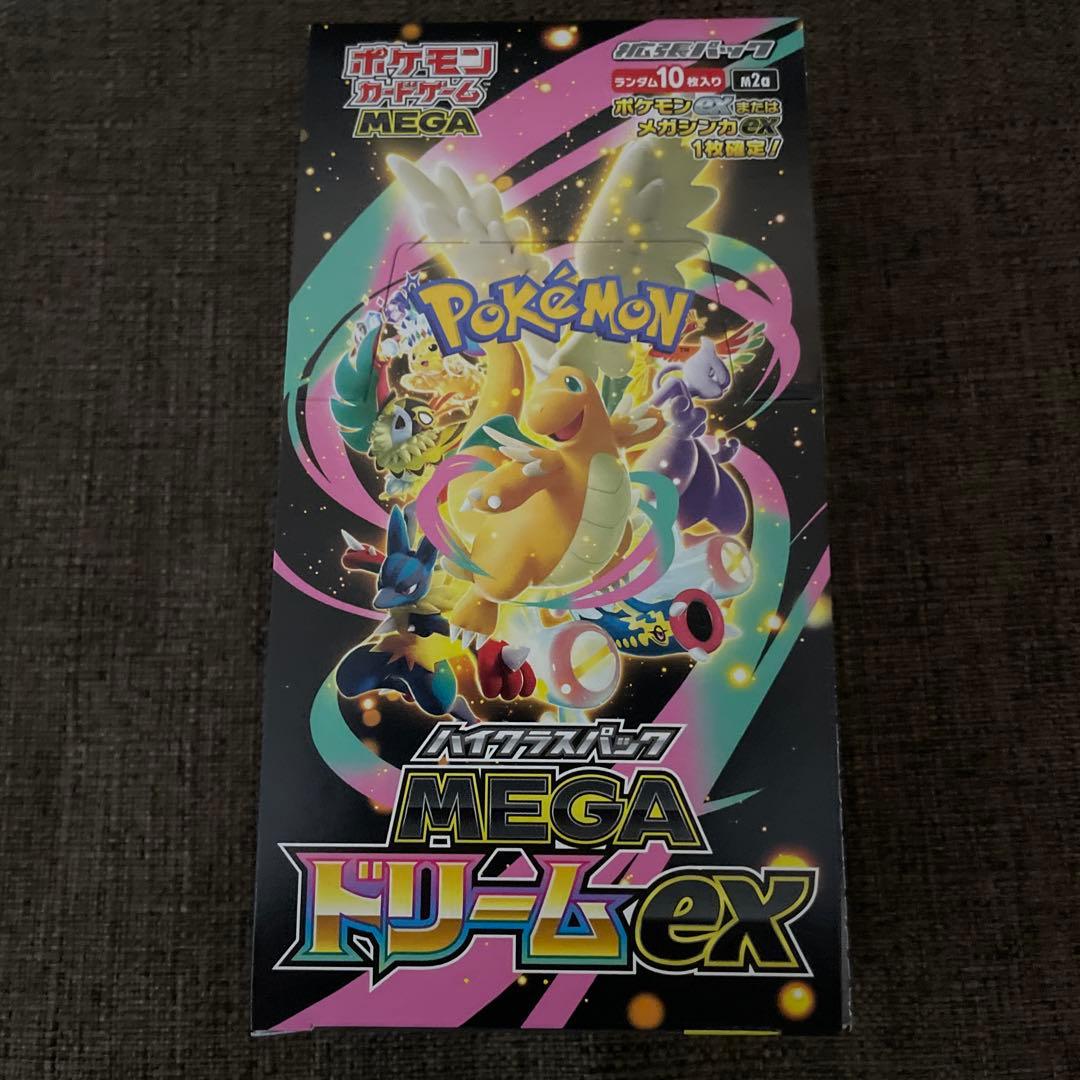 ポケモン
カードゲーム
MEGA
拡張パック
ランダム10枚入り M2a
ポケモンexまたは
メガシンカex
1枚確定!
POKéMON
TM
ハイクラスパック
MEGA
ドリームex